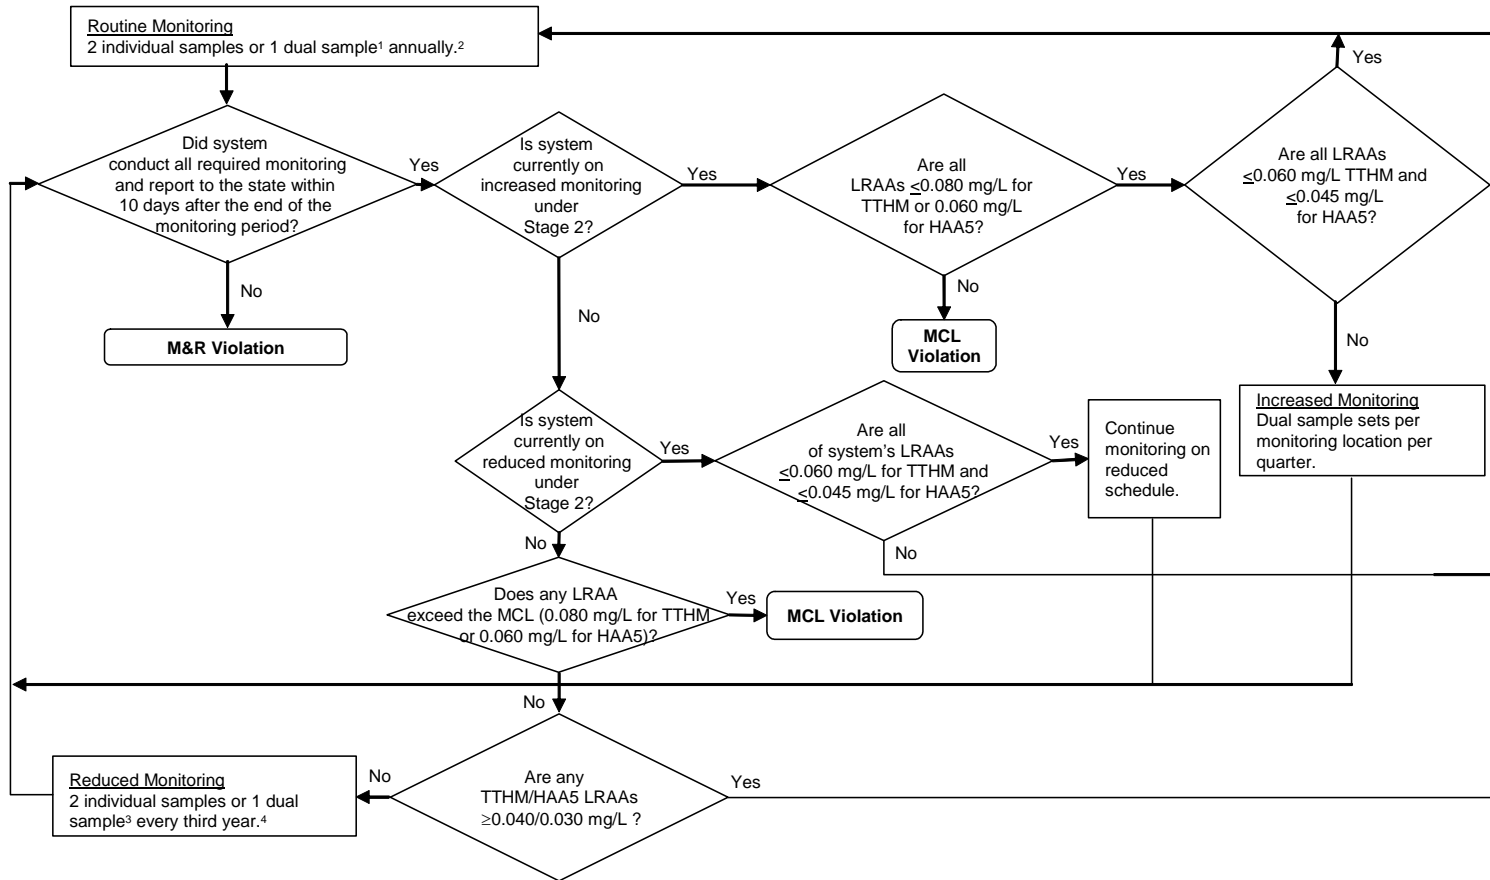 Routine Monitoring
2 individual samples or 1 dual sample¹ annually.²
Yes
Did system
conduct all required monitoring
and report to the state within
10 days after the end of the
monitoring period?
Yes
Is system
currently on
increased monitoring
under
Stage 2?
Yes
Are all
LRAAs ≤0.080 mg/L for
TTHM or 0.060 mg/L
for HAA5?
Yes
Are all LRAAs
≤0.060 mg/L TTHM and
≤0.045 mg/L
for HAA5?
No
M&R Violation
No
No
MCL
Violation
No
Increased Monitoring
Dual sample sets per
monitoring location per
quarter.
Is system
currently on
reduced monitoring
under
Stage 2?
Yes
Are all
of system's LRAAs
≤0.060 mg/L for TTHM and
≤0.045 mg/L for HAA5?
Yes
Continue
monitoring on
reduced
schedule.
No
No
Does any LRAA
exceed the MCL (0.080 mg/L for TTHM
or 0.060 mg/L for HAA5)?
Yes
MCL Violation
No
Reduced Monitoring
2 individual samples or 1 dual
sample³ every third year.⁴
No
Are any
TTHM/HAA5 LRAAs
≥0.040/0.030 mg/L ?
Yes